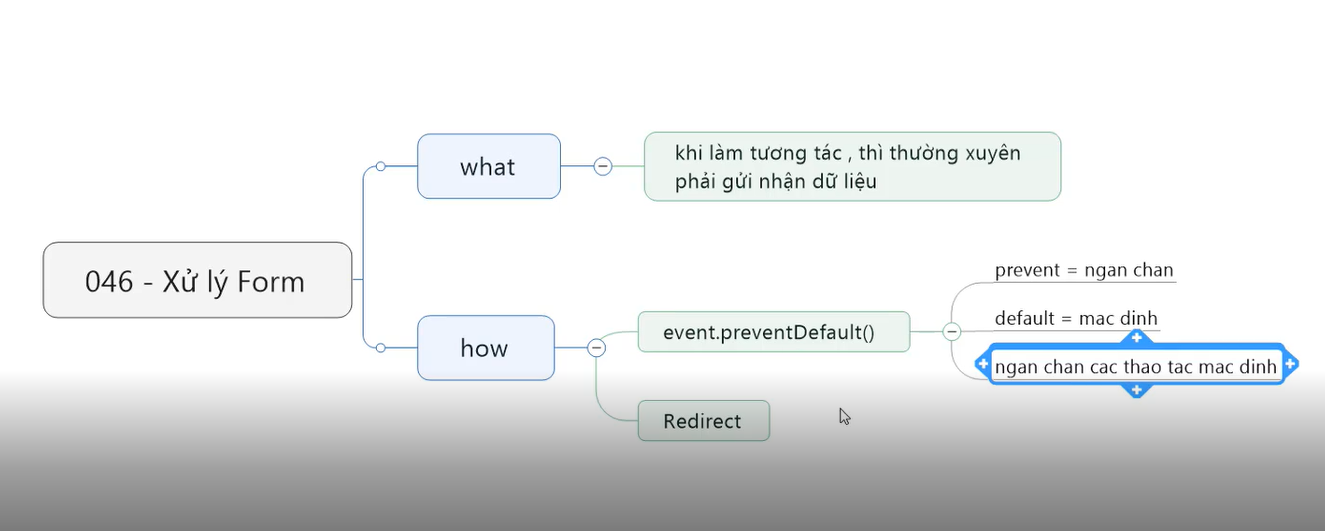 what
khi làm tương tác , thì thường xuyên
phải gửi nhận dữ liệu
046 - Xử lý Form
how
event.preventDefault()
prevent = ngan chan
default = mac dinh
ngan chan cac thao tac mac dinh
Redirect